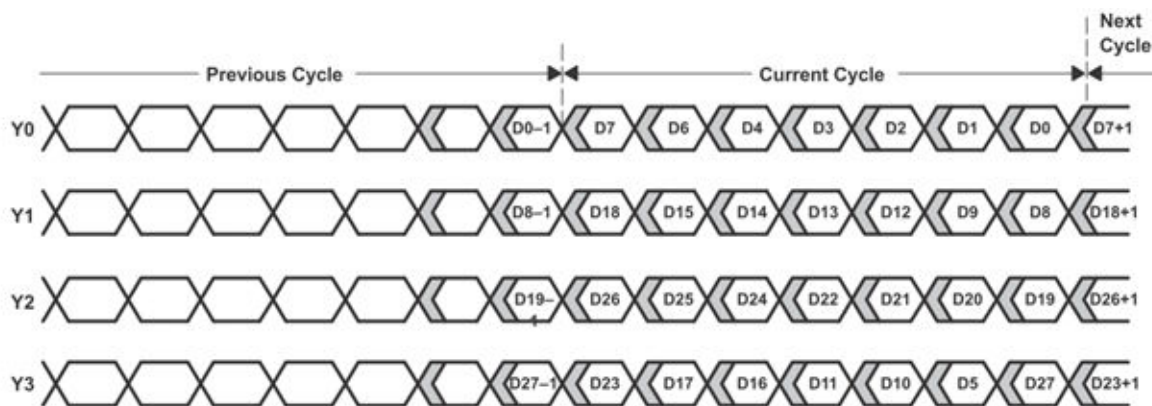 Next
Cycle
Previous Cycle Current Cycle
Y0 D0–1 D7 D6 D4 D3 D2 D1 D0 D7+1
Y1 D8–1 D18 D15 D14 D13 D12 D9 D8 D18+1
Y2 D19–1 D26 D25 D24 D22 D21 D20 D19 D26+1
Y3 D27–1 D23 D17 D16 D11 D10 D5 D27 D23+1